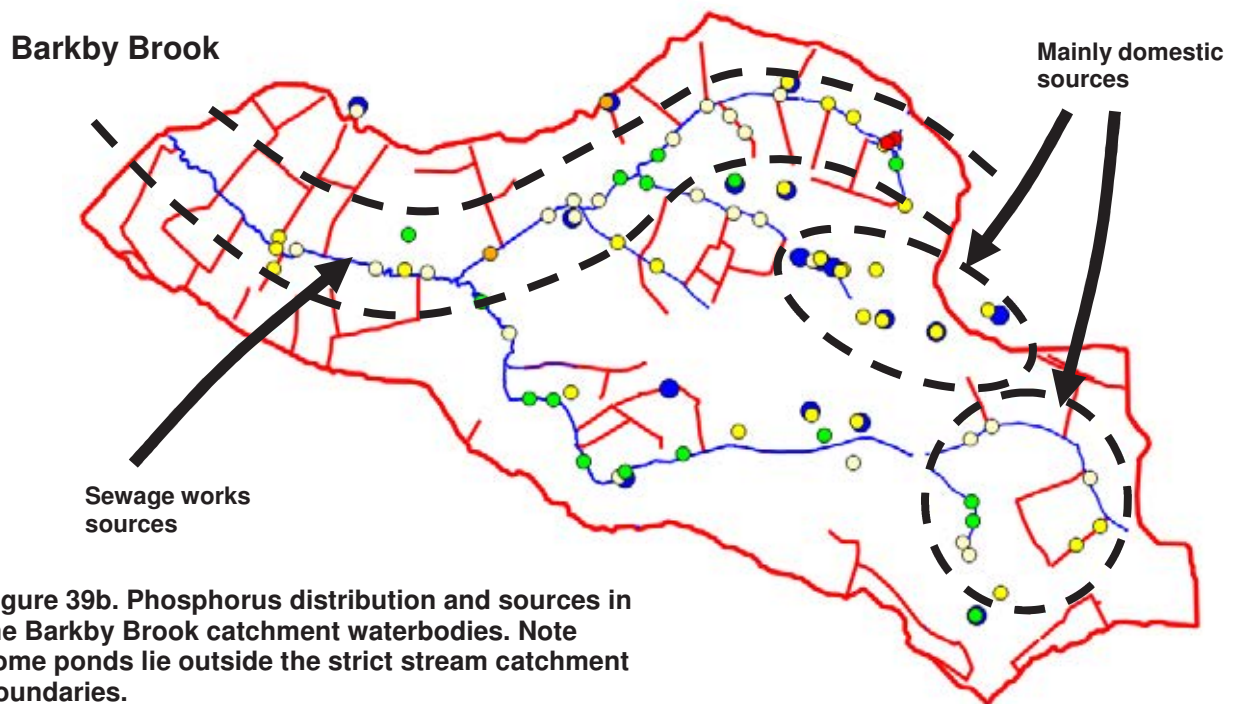 Barkby Brook
Mainly domestic
sources
Sewage works
sources
gure 39b. Phosphorus distribution and sources in
he Barkby Brook catchment waterbodies. Note
ome ponds lie outside the strict stream catchment
oundaries.